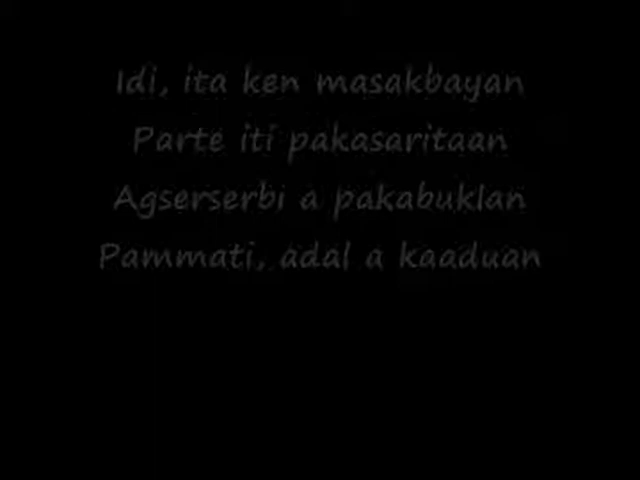 Idi, ita ken masakbayan
Parte iti pakasaritaan
Agserserbi a pakabuklan
Pammati, adal a kaaduan